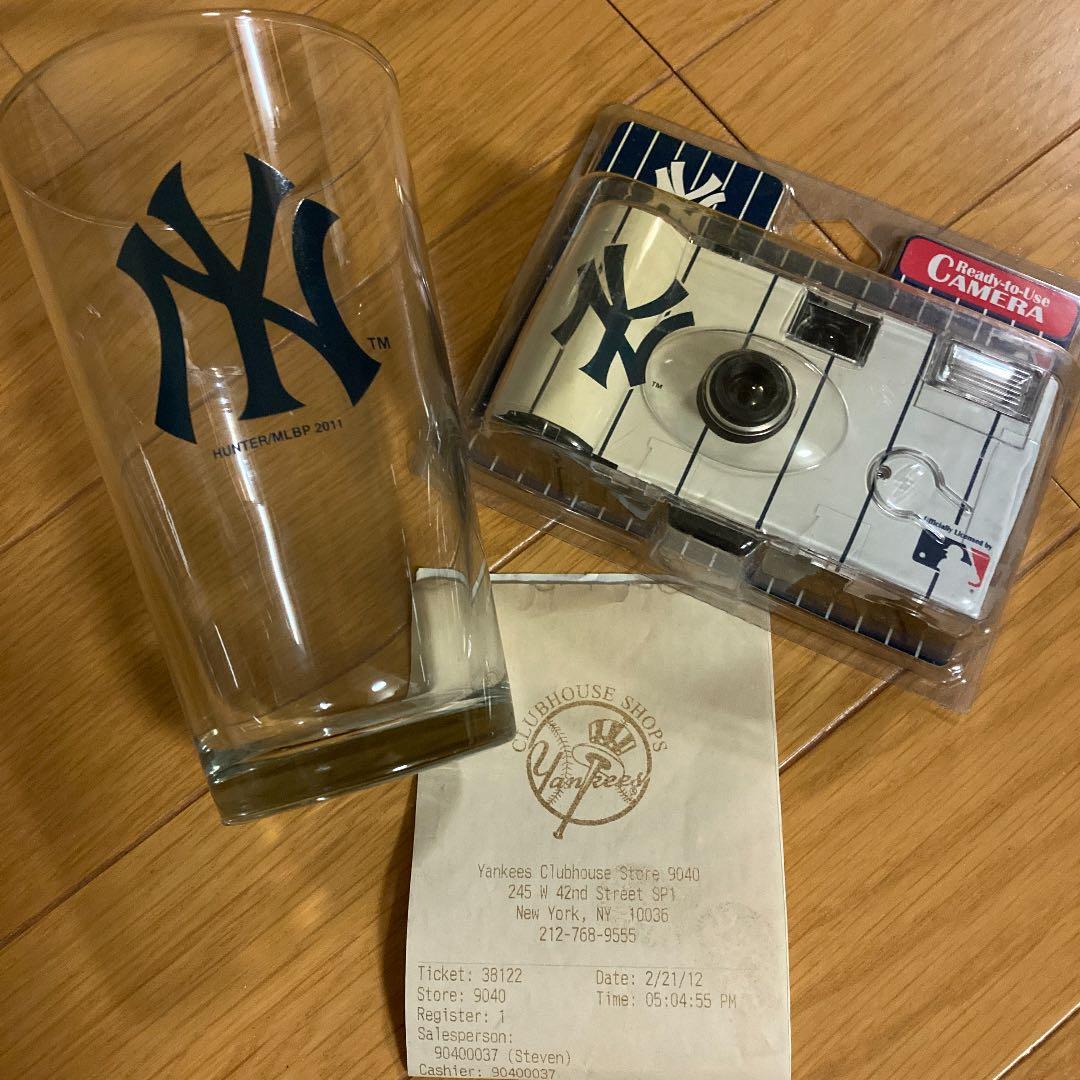 NY
TM
HUNTER/MLBP 2011
NY
NY
TM
Ready-to-Use
CAMERA
Officially Licensed by
CLUBHOUSE SHOPS
Yankees
Yankees Clubhouse Store 9040
245 W 42nd Street SP1
New York, NY 10036
212-768-9555
Ticket: 38122 Date: 2/21/12
Store: 9040 Time: 05:04:55 PM
Register: 1
Salesperson:
90400037 (Steven)
Cashier: 90400037